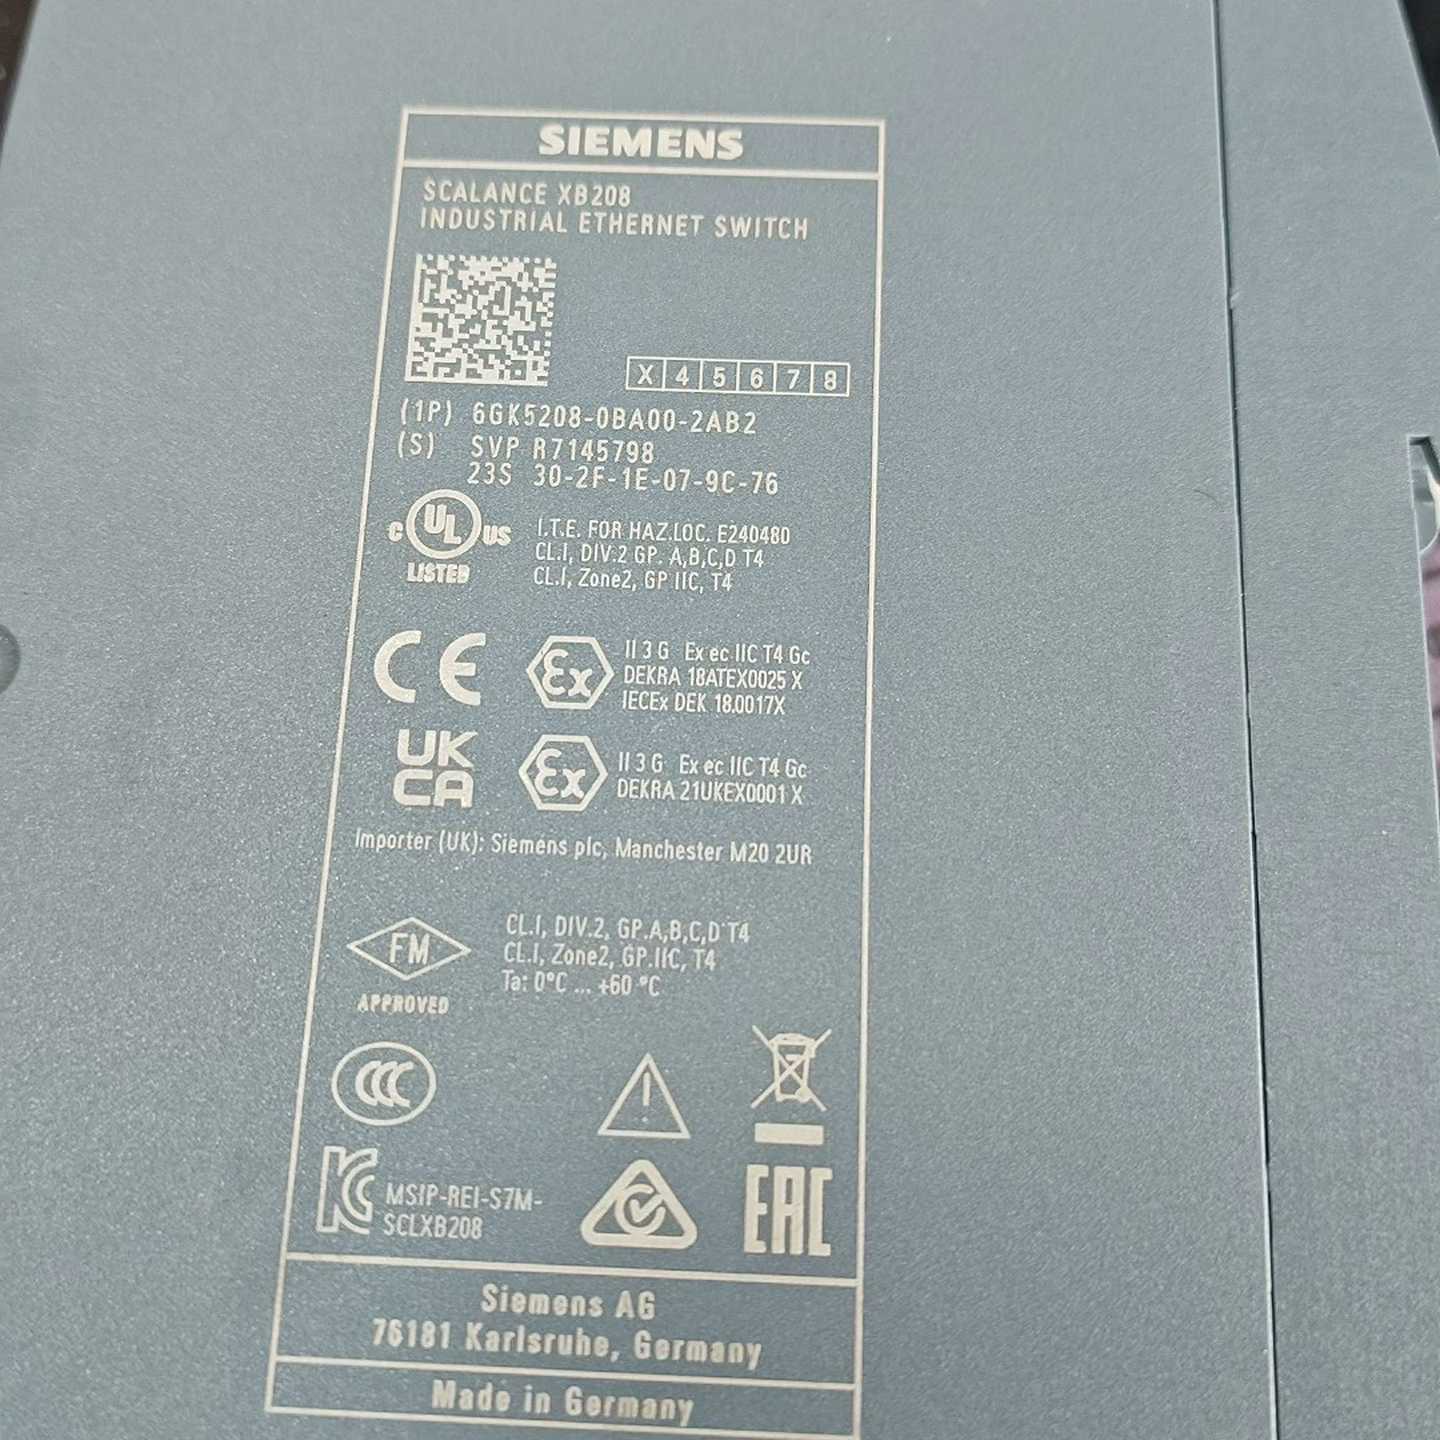 SIEMENS
SCALANCE XB208
INDUSTRIAL ETHERNET SWITCH
X 4 5 6 7 8
(1P) 6GK5208-0BA00-2AB2
(S) SVP R7145798
23S 30-2F-1E-07-9C-76
C UL US
LISTED
I.T.E. FOR HAZ.LOC. E240480
CL.I, DIV.2 GP. A,B,C,D T4
CL.I, Zone2, GP IIC, T4
CE
Ex
II 3 G Ex ec IIC T4 Gc
DEKRA 18ATEX0025 X
IECEx DEK 18.0017X
UK
CA
Ex
II 3 G Ex ec IIC T4 Gc
DEKRA 21UKEX0001 X
Importer (UK): Siemens plc, Manchester M20 2UR
FM
APPROVED
CL.I, DIV.2, GP.A,B,C,D T4
CL.I, Zone2, GP.IIC, T4
Ta: 0°C ... +60 °C
CCC
KC
MSIP-REI-S7M-
SCLXB208
EAC
Siemens AG
76181 Karlsruhe, Germany
Made in Germany